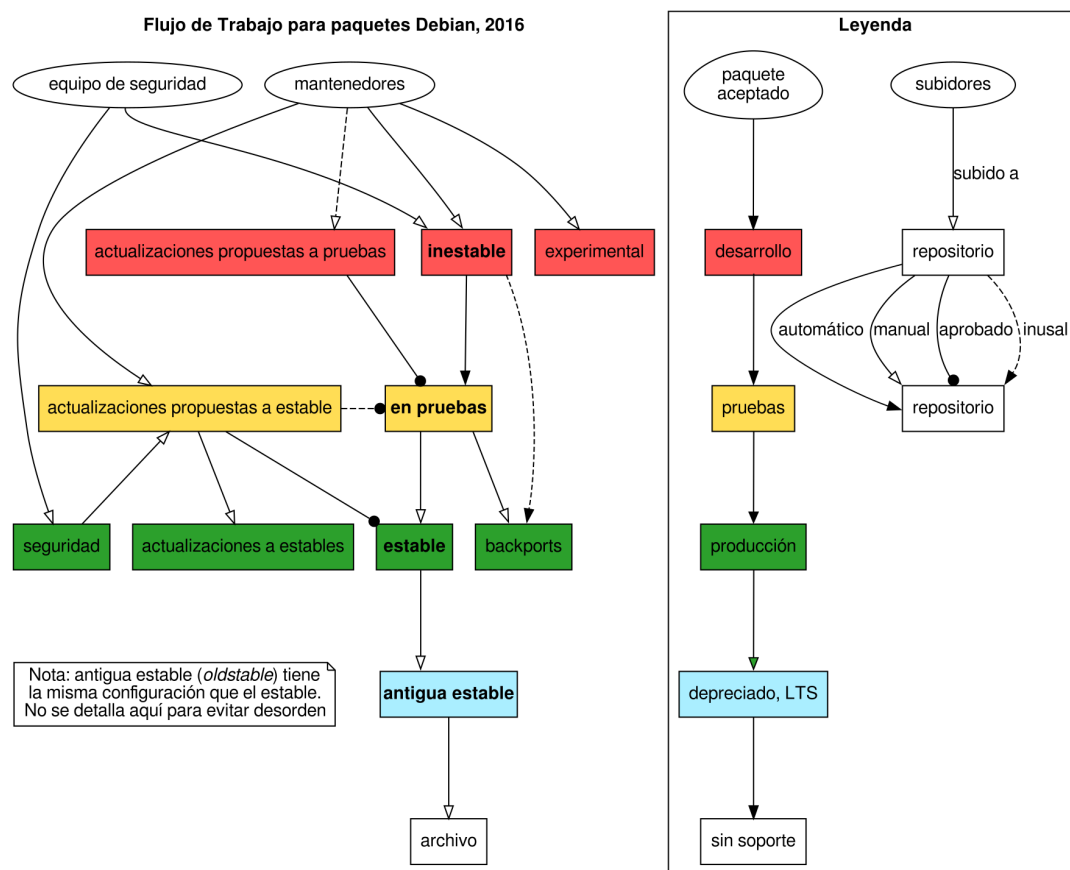 Flujo de Trabajo para paquetes Debian, 2016
equipo de seguridad
mantenedores
actualizaciones propuestas a pruebas
inestable
experimental
actualizaciones propuestas a estable
en pruebas
seguridad
actualizaciones a estables
estable
backports
Nota: antigua estable (oldstable) tiene
la misma configuración que el estable.
No se detalla aquí para evitar desorden
antigua estable
archivo
Leyenda
paquete
aceptado
subidores
subido a
desarrollo
repositorio
automático
manual
aprobado
inusal
pruebas
repositorio
producción
depreciado, LTS
sin soporte